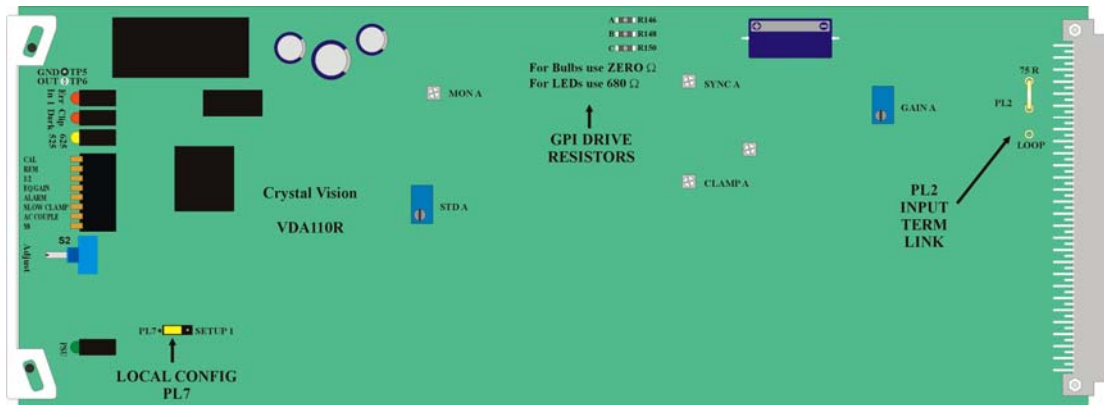 GND TP5
OUT TP6
Err Clip
In 1 Dark
625
525
CAL
REM
E2
EQ GAIN
ALARM
SLOW CLAMP
AC COUPLE
S8
S2
Adjust
PSU
PL7 SETUP 1
LOCAL CONFIG
PL7
Crystal Vision
VDA110R
MON A
STD A
A R146
B R148
C R150
For Bulbs use ZERO Ω
For LEDs use 680 Ω
GPI DRIVE
RESISTORS
SYNC A
CLAMP A
GAIN A
75 R
PL2
LOOP
PL2
INPUT
TERM
LINK